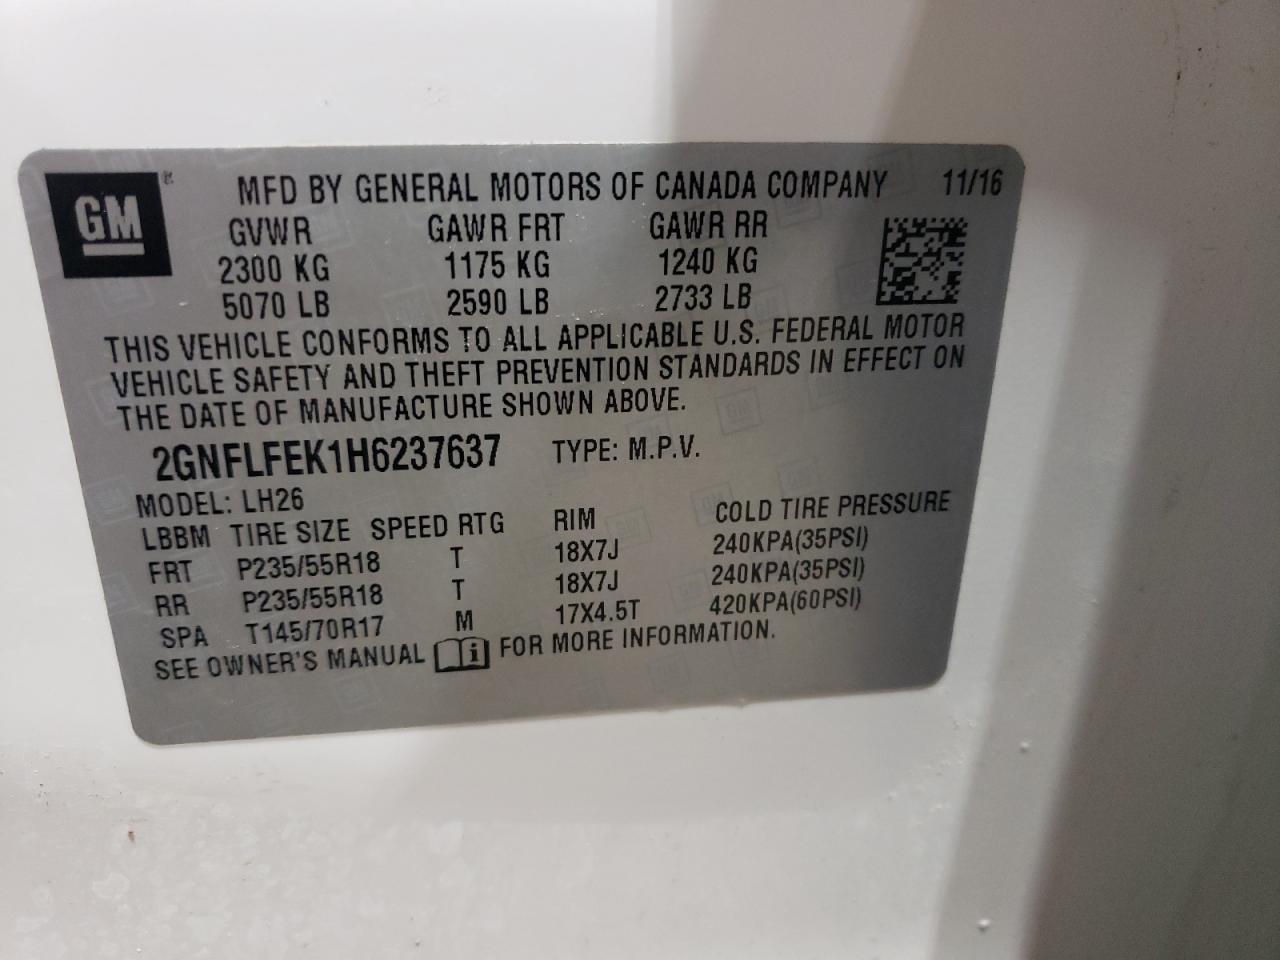 GM ® MFD BY GENERAL MOTORS OF CANADA COMPANY 11/16
GVWR GAWR FRT GAWR RR
2300 KG 1175 KG 1240 KG
5070 LB 2590 LB 2733 LB
THIS VEHICLE CONFORMS TO ALL APPLICABLE U.S. FEDERAL MOTOR
VEHICLE SAFETY AND THEFT PREVENTION STANDARDS IN EFFECT ON
THE DATE OF MANUFACTURE SHOWN ABOVE.
2GNFLFEK1H6237637 TYPE: M.P.V.
MODEL: LH26
LBBM TIRE SIZE SPEED RTG RIM COLD TIRE PRESSURE
FRT P235/55R18 T 18X7J 240KPA(35PSI)
RR P235/55R18 T 18X7J 240KPA(35PSI)
SPA T145/70R17 M 17X4.5T 420KPA(60PSI)
SEE OWNER'S MANUAL i FOR MORE INFORMATION.